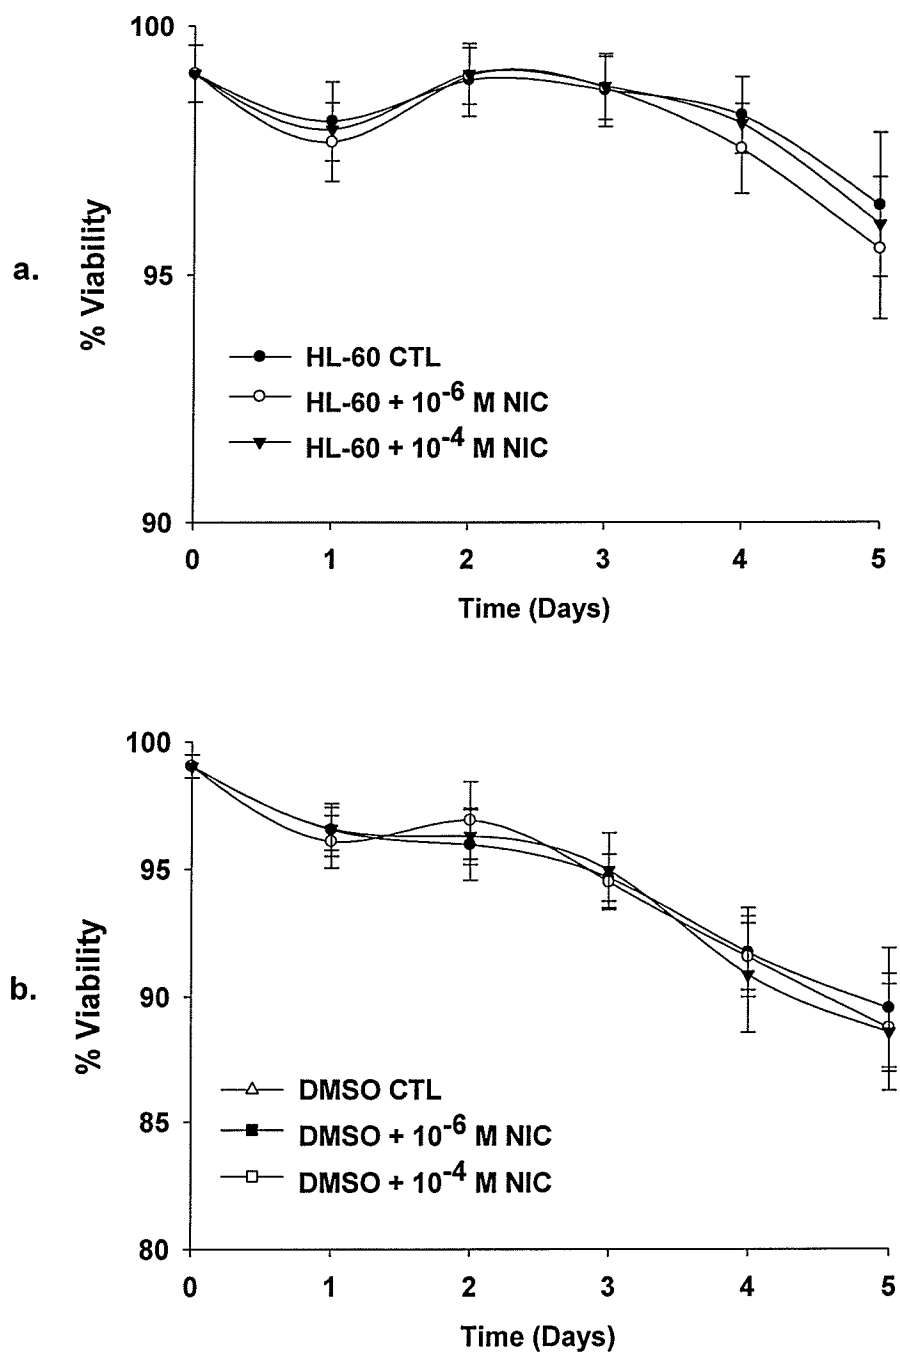 100
95
90
% Viability
a.
HL-60 CTL
HL-60 + 10⁻⁶ M NIC
HL-60 + 10⁻⁴ M NIC
0 1 2 3 4 5
Time (Days)
100
95
90
85
80
% Viability
b.
DMSO CTL
DMSO + 10⁻⁶ M NIC
DMSO + 10⁻⁴ M NIC
0 1 2 3 4 5
Time (Days)